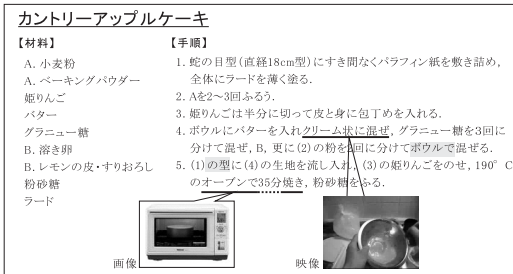 カントリーアップルケーキ
【材料】
A. 小麦粉
A. ベーキングパウダー
姫りんご
バター
グラニュー糖
B. 溶き卵
B. レモンの皮・すりおろし
粉砂糖
ラード
【手順】
1. 蛇の目型(直径18cm型)にすき間なくパラフィン紙を敷き詰め,
全体にラードを薄く塗る.
2. Aを2〜3回ふるう.
3. 姫りんごは半分に切って皮と身に包丁めを入れる.
4. ボウルにバターを入れクリーム状に混ぜ, グラニュー糖を3回に
分けて混ぜ, B, 更に(2)の粉を2回に分けてボウルで混ぜる.
5. (1)の型に(4)の生地を流し入れ, (3)の姫りんごをのせ, 190°C
のオーブンで35分焼き, 粉砂糖をふる.
画像
映像